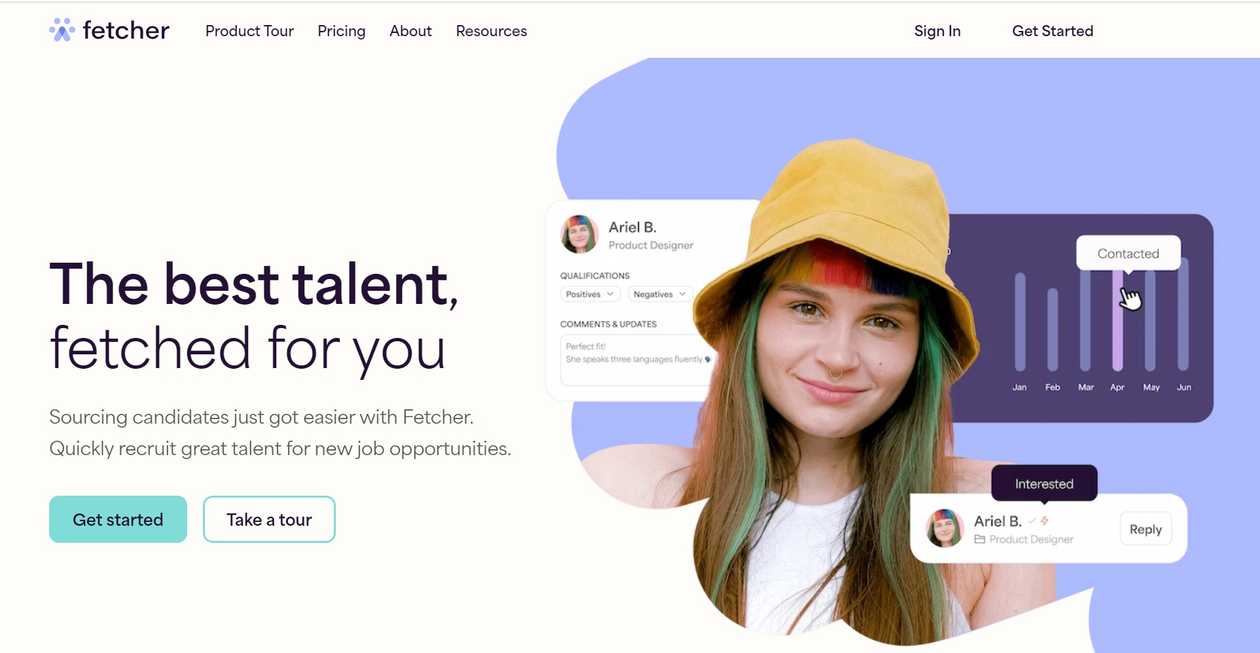 fetcher
Product Tour
Pricing
About
Resources
Sign In
Get Started
The best talent,
fetched for you
Sourcing candidates just got easier with Fetcher.
Quickly recruit great talent for new job opportunities.
Get started
Take a tour
Ariel B.
Product Designer
QUALIFICATIONS
Positives
Negatives
COMMENTS & UPDATES
Perfect fit!
She speaks three languages fluently
Contacted
Jan Feb Mar Apr May Jun
Interested
Ariel B.
Product Designer
Reply